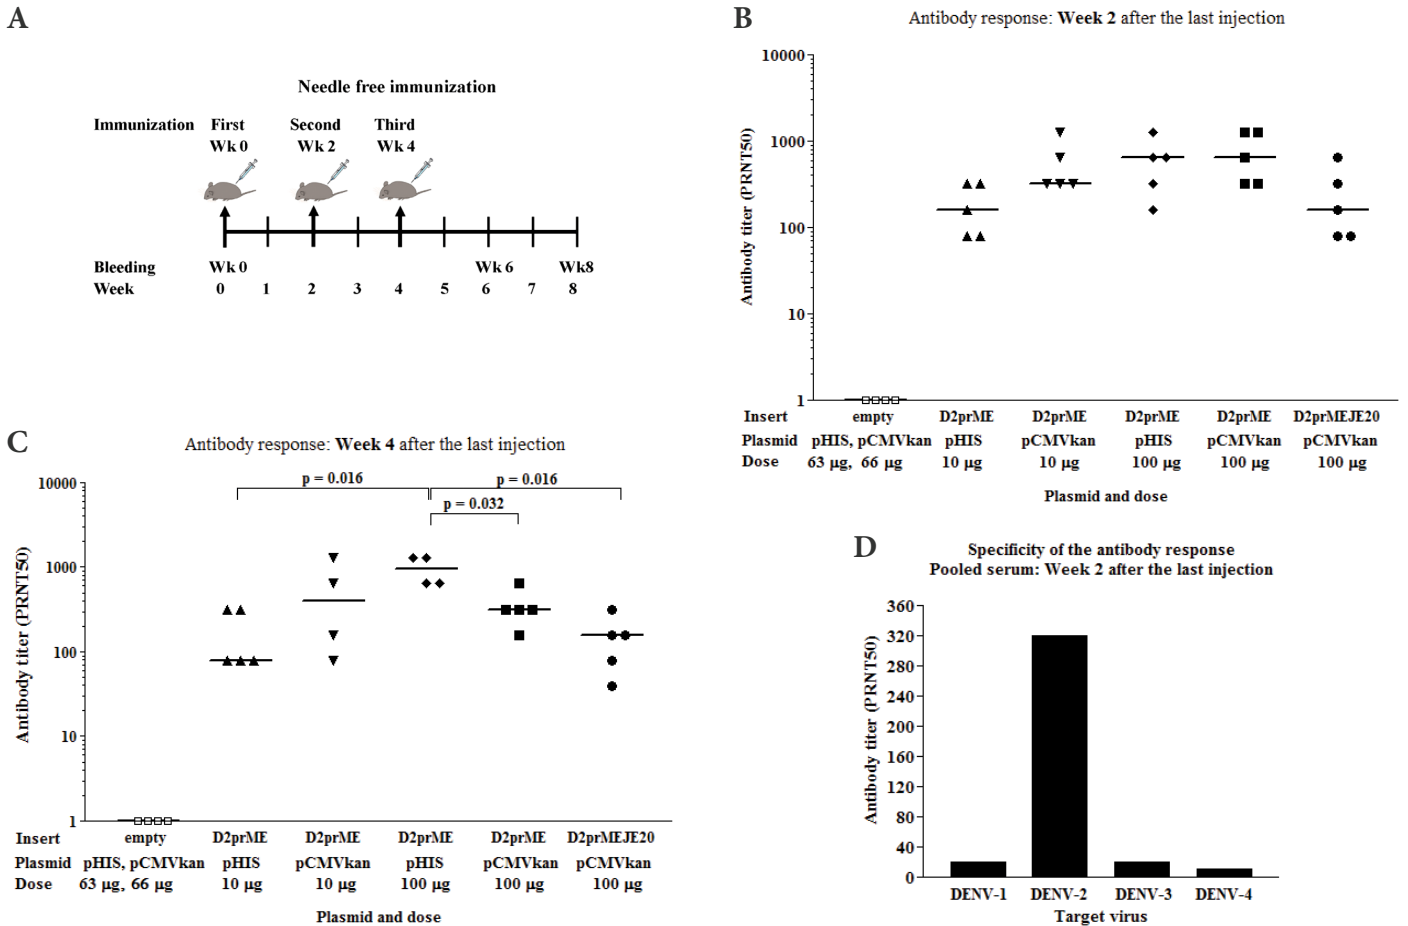 A
Needle free immunization
Immunization First Second Third
Wk 0 Wk 2 Wk 4
Bleeding Wk 0 Wk 6 Wk8
Week 0 1 2 3 4 5 6 7 8
B
Antibody response: Week 2 after the last injection
Antibody titer (PRNT50)
10000
1000
100
10
1
Insert empty D2prME D2prME D2prME D2prME D2prMEJE20
Plasmid pHIS, pCMVkan pHIS pCMVkan pHIS pCMVkan pCMVkan
Dose 63 µg, 66 µg 10 µg 10 µg 100 µg 100 µg 100 µg
Plasmid and dose
C
Antibody response: Week 4 after the last injection
Antibody titer (PRNT50)
10000
1000
100
10
1
p = 0.016 p = 0.016
p = 0.032
Insert empty D2prME D2prME D2prME D2prME D2prMEJE20
Plasmid pHIS, pCMVkan pHIS pCMVkan pHIS pCMVkan pCMVkan
Dose 63 µg, 66 µg 10 µg 10 µg 100 µg 100 µg 100 µg
Plasmid and dose
D
Specificity of the antibody response
Pooled serum: Week 2 after the last injection
Antibody titer (PRNT50)
360
320
280
240
200
160
120
80
40
0
DENV-1 DENV-2 DENV-3 DENV-4
Target virus